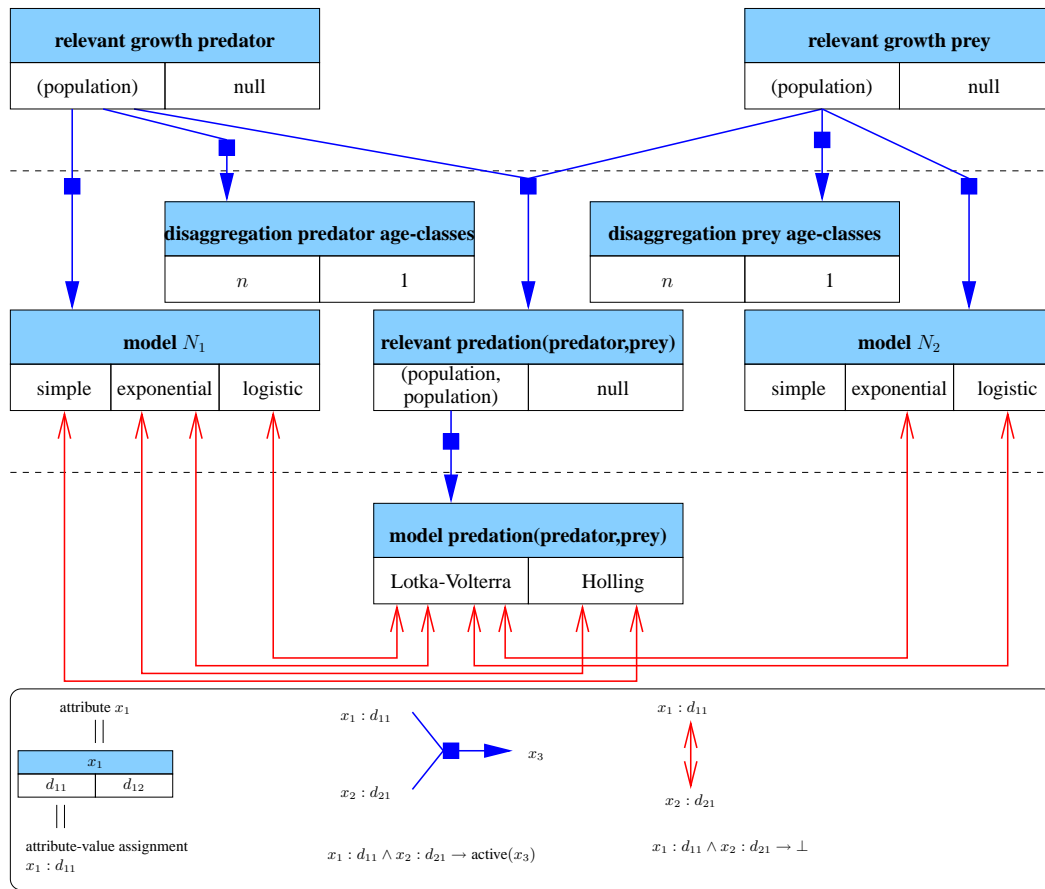 relevant growth predator
relevant growth prey
(population)
null
(population)
null
disaggregation predator age-classes
disaggregation prey age-classes
n
1
n
1
model N₁
relevant predation(predator,prey)
model N₂
simple
exponential
logistic
(population,
population)
null
simple
exponential
logistic
model predation(predator,prey)
Lotka-Volterra
Holling
attribute x₁
x₁
d₁₁
d₁₂
attribute-value assignment
x₁ : d₁₁
x₁ : d₁₁
x₃
x₂ : d₂₁
x₁ : d₁₁ ∧ x₂ : d₂₁ → active(x₃)
x₁ : d₁₁
x₂ : d₂₁
x₁ : d₁₁ ∧ x₂ : d₂₁ → ⊥